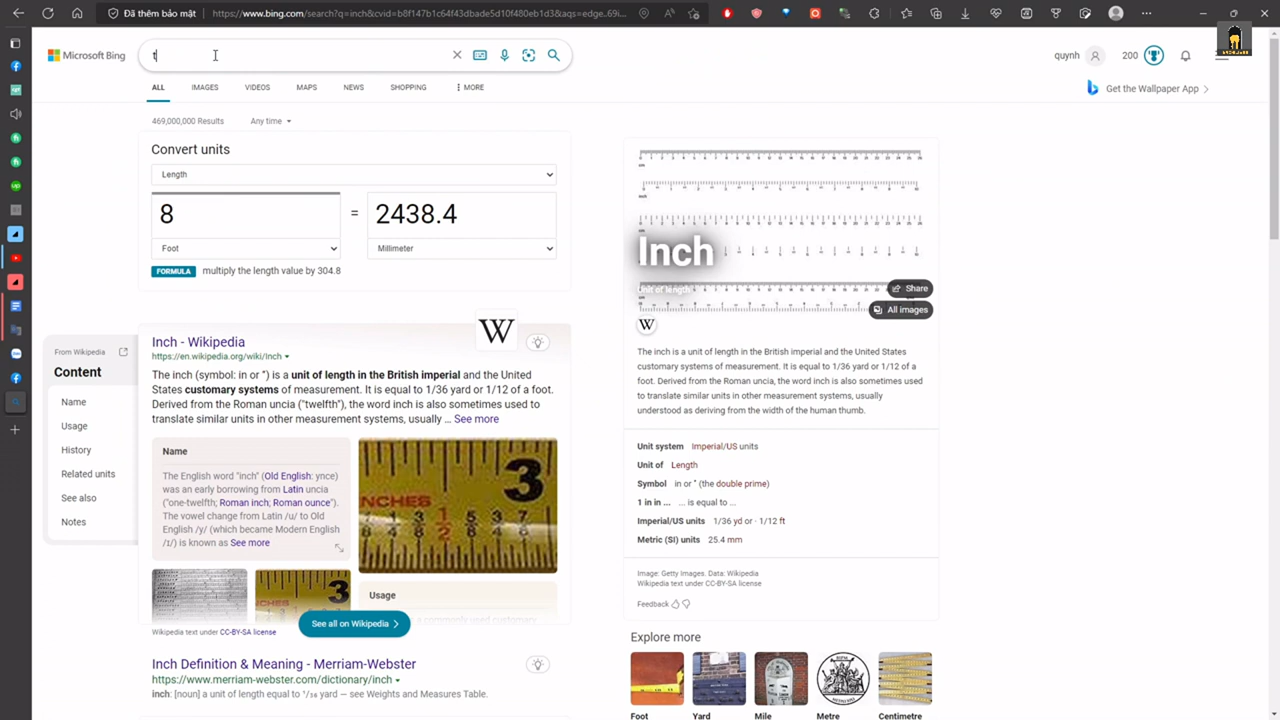 Đã thêm bảo mật
https://www.bing.com/search?q=inch&cvid=b8f147b1c64f43dbade5d10f480eb1d3&aqs=edge..69i...
Microsoft Bing
t
quynh
200
ALL
IMAGES
VIDEOS
MAPS
NEWS
SHOPPING
MORE
Get the Wallpaper App
469,000,000 Results
Any time
Convert units
Length
8
=
2438.4
Foot
Millimeter
FORMULA multiply the length value by 304.8
From Wikipedia
Content
Name
Usage
History
Related units
See also
Notes
W
Inch - Wikipedia
https://en.wikipedia.org/wiki/Inch
The inch (symbol: in or ″) is a unit of length in the British imperial and the United
States customary systems of measurement. It is equal to 1/36 yard or 1/12 of a foot.
Derived from the Roman uncia ("twelfth"), the word inch is also sometimes used to
translate similar units in other measurement systems, usually ... See more
Name
The English word "inch" (Old English: ynce)
was an early borrowing from Latin uncia
("one-twelfth; Roman inch; Roman ounce").
The vowel change from Latin /u/ to Old
English /y/ (which became Modern English
/ɪ/) is known as See more
NCHES
3
2
3
Usage
See all on Wikipedia
Wikipedia text under CC-BY-SA license
Inch Definition & Meaning - Merriam-Webster
https://www.merriam-webster.com/dictionary/inch
inch: [noun] a unit of length equal to ¹/₃₆ yard — see Weights and Measures Table.
Inch
Unit of length
Share
All images
W
The inch is a unit of length in the British imperial and the United States
customary systems of measurement. It is equal to 1/36 yard or 1/12 of a
foot. Derived from the Roman uncia, the word inch is also sometimes used
to translate similar units in other measurement systems, usually
understood as deriving from the width of the human thumb.
Unit system Imperial/US units
Unit of Length
Symbol in or ″ (the double prime)
1 in in ... ... is equal to ...
Imperial/US units 1/36 yd or · 1/12 ft
Metric (SI) units 25.4 mm
Image: Getty Images. Data: Wikipedia
Wikipedia text under CC-BY-SA license
Feedback
Explore more
Foot
Yard
Mile
Metre
Centimetre